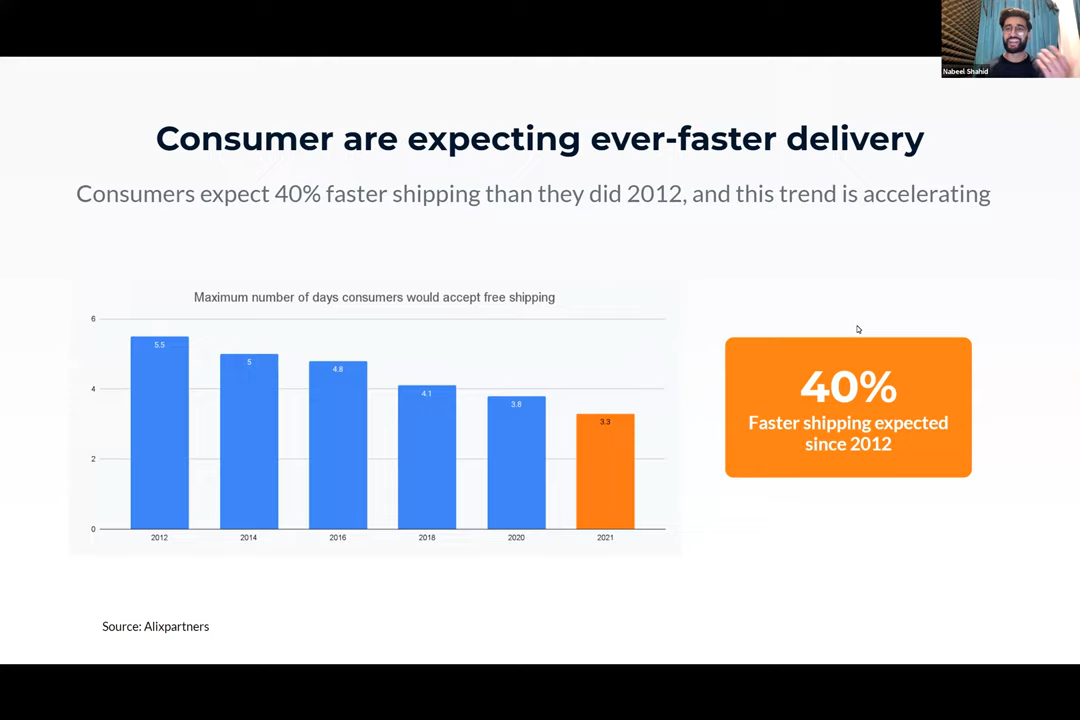 Nabeel Shahid
Consumer are expecting ever-faster delivery
Consumers expect 40% faster shipping than they did 2012, and this trend is accelerating
Maximum number of days consumers would accept free shipping
6
4
2
0
5.5
5
4.8
4.1
3.8
3.3
2012
2014
2016
2018
2020
2021
40%
Faster shipping expected
since 2012
Source: Alixpartners